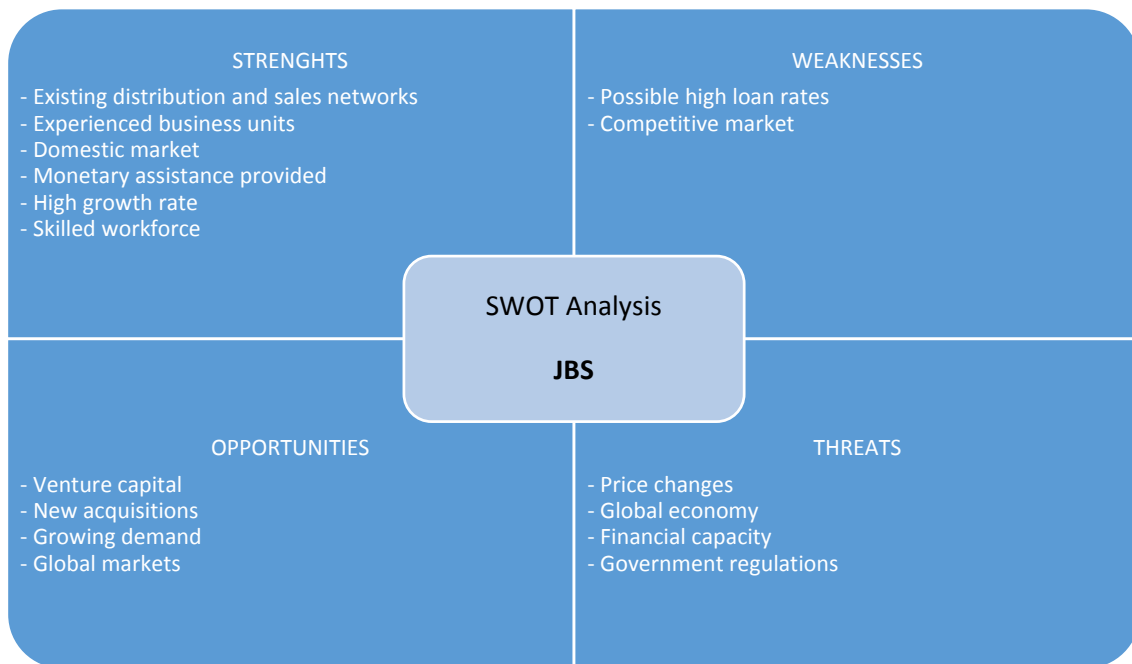 STRENGHTS
- Existing distribution and sales networks
- Experienced business units
- Domestic market
- Monetary assistance provided
- High growth rate
- Skilled workforce
WEAKNESSES
- Possible high loan rates
- Competitive market
SWOT Analysis
JBS
OPPORTUNITIES
- Venture capital
- New acquisitions
- Growing demand
- Global markets
THREATS
- Price changes
- Global economy
- Financial capacity
- Government regulations